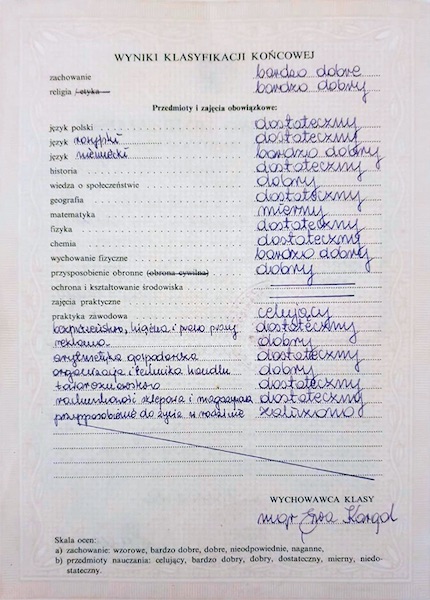 WYNIKI KLASYFIKACJI KOŃCOWEJ
zachowanie bardzo dobre
religia /etyka bardzo dobry
Przedmioty i zajęcia obowiązkowe:
język polski dostateczny
język rosyjski dostateczny
język niemiecki bardzo dobry
historia dostateczny
wiedza o społeczeństwie dobry
geografia dostateczny
matematyka mierny
fizyka dostateczny
chemia dostateczny
wychowanie fizyczne bardzo dobry
przysposobienie obronne (obrona cywilna) dobry
ochrona i kształtowanie środowiska
zajęcia praktyczne
praktyka zawodowa celujący
bezpieczeństwo, higiena i prawo pracy dostateczny
reklama dobry
arytmetyka gospodarcza dostateczny
organizacja i technika handlu dobry
towaroznawstwo dostateczny
rachunkowość sklepowa i magazynowa dostateczny
przysposobienie do życia w rodzinie zaliczono
WYCHOWAWCA KLASY
mgr Ewa
Skala ocen:
a) zachowanie: wzorowe, bardzo dobre, dobre, nieodpowiednie, naganne,
b) przedmioty nauczania: celujący, bardzo dobry, dobry, dostateczny, mierny, niedo-
stateczny.